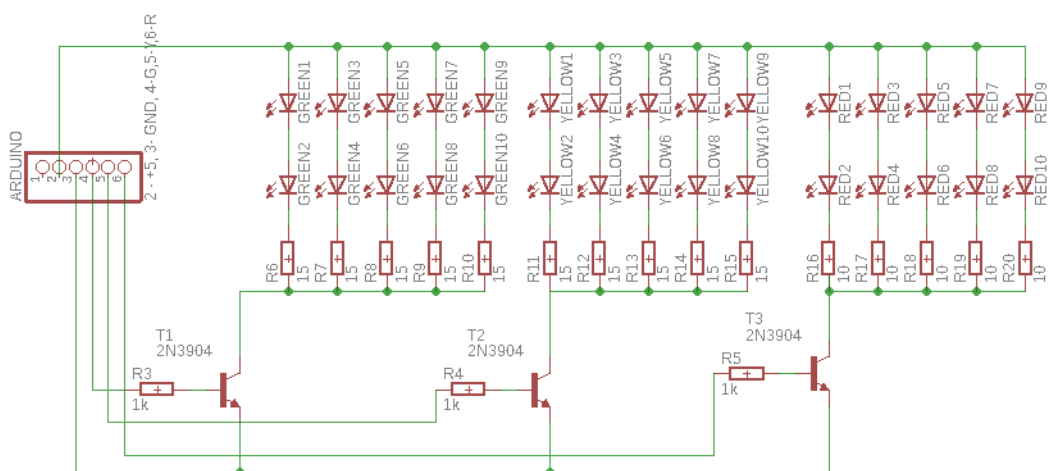 ARDUINO
1
2
3
4
5
6
2 - +5, 3- GND, 4-G,5-Y,6-R
GREEN1
GREEN3
GREEN5
GREEN7
GREEN9
YELLOW1
YELLOW3
YELLOW5
YELLOW7
YELLOW9
RED1
RED3
RED5
RED7
RED9
GREEN2
GREEN4
GREEN6
GREEN8
GREEN10
YELLOW2
YELLOW4
YELLOW6
YELLOW8
YELLOW10
RED2
RED4
RED6
RED8
RED10
R6
15
R7
15
R8
15
R9
15
R10
15
R11
15
R12
15
R13
15
R14
15
R15
15
R16
10
R17
10
R18
10
R19
10
R20
10
T1
2N3904
T2
2N3904
T3
2N3904
R3
1k
R4
1k
R5
1k